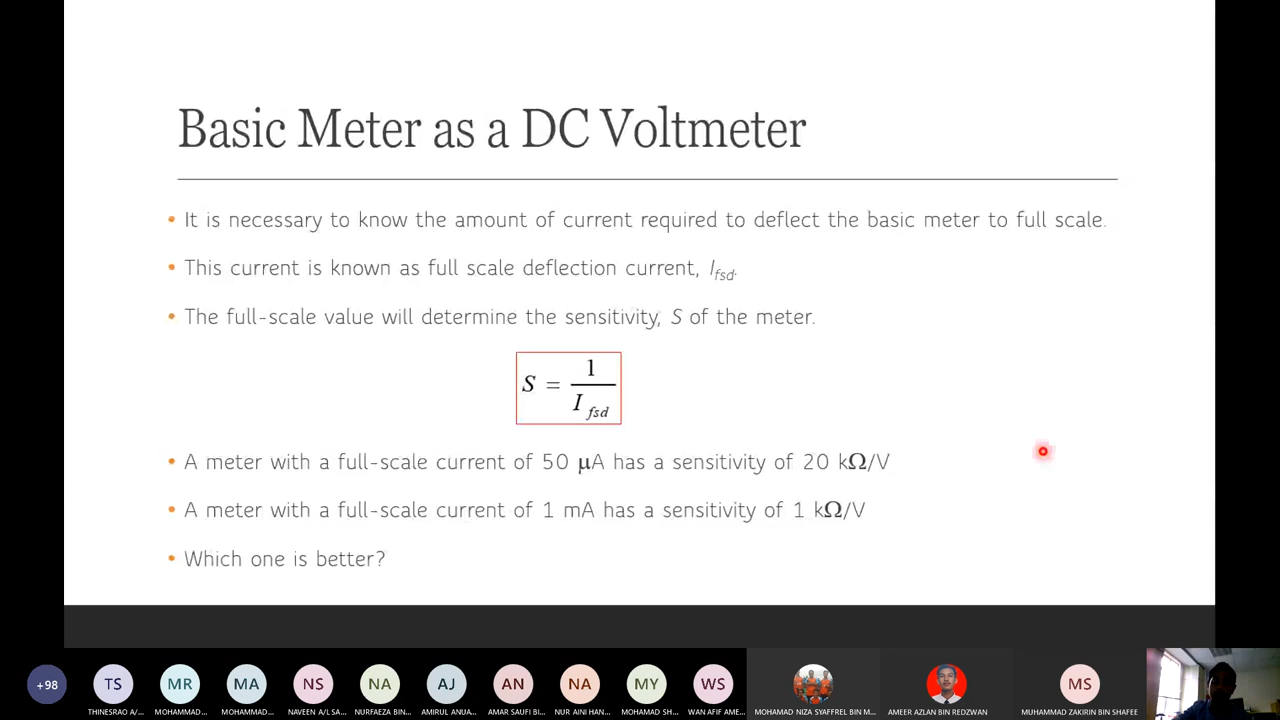 Basic Meter as a DC Voltmeter
• It is necessary to know the amount of current required to deflect the basic meter to full scale.
• This current is known as full scale deflection current, Ifsd.
• The full-scale value will determine the sensitivity, S of the meter.
S = 1 / I fsd
• A meter with a full-scale current of 50 μA has a sensitivity of 20 kΩ/V
• A meter with a full-scale current of 1 mA has a sensitivity of 1 kΩ/V
• Which one is better?
+98 TS MR MA NS NA AJ AN NA MY WS MS
THINESRAO A/... MOHAMMAD... MOHAMMAD... NAVEEN A/L SA... NURFAEZA BIN... AMIRUL ANUA... AMAR SAUFI BI... NUR AINI HAN... MOHAMAD SH... WAN AFIF AME... MOHAMAD NIZA SYAFFREL BIN M... AMEER AZLAN BIN REDZWAN MUHAMMAD ZAKIRIN BIN SHAFEE